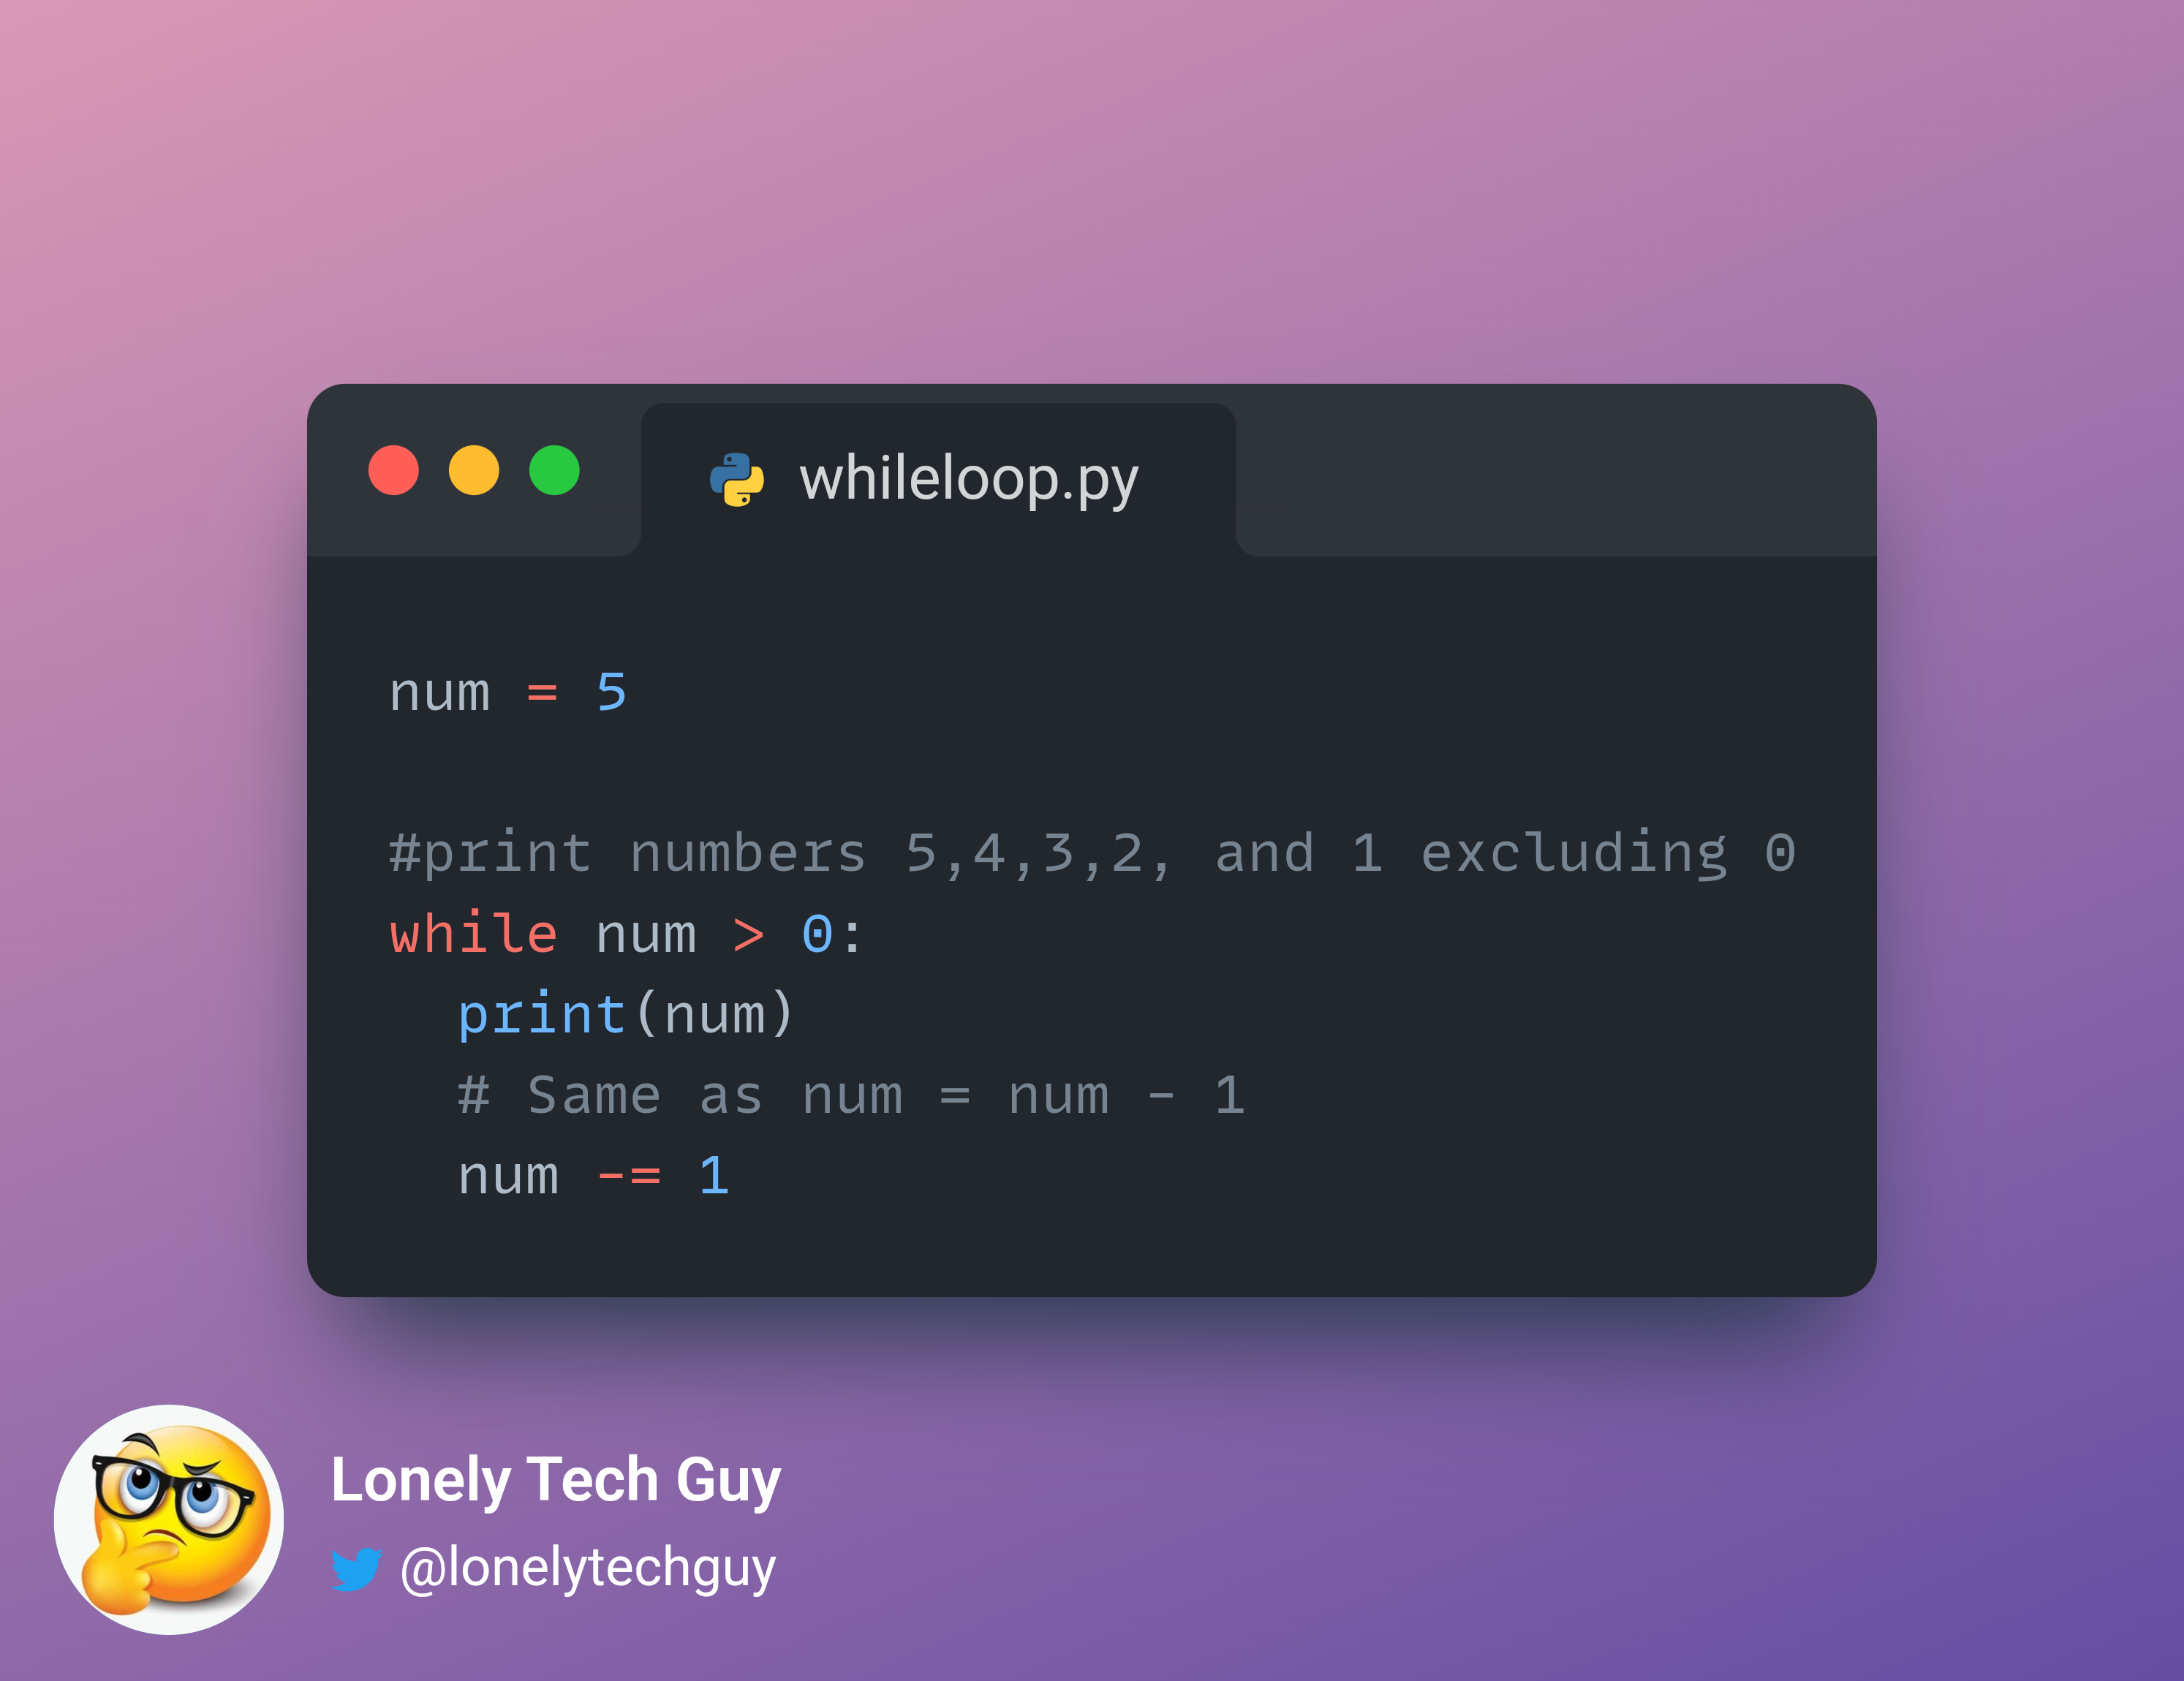 whileloop.py
num = 5
#print numbers 5,4,3,2, and 1 excluding 0
while num > 0:
  print(num)
  # Same as num = num - 1
  num -= 1
Lonely Tech Guy
@lonelytechguy